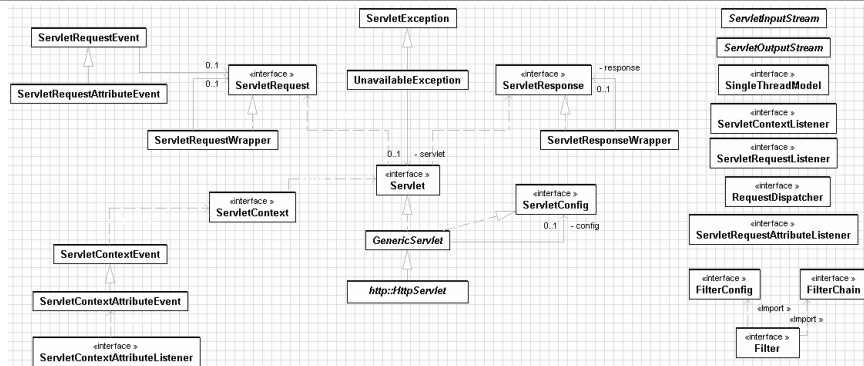 ServletException
ServletInputStream
ServletRequestEvent
ServletOutputStream
0..1
«interface »
ServletRequest
0..1
UnavailableException
«interface »
ServletResponse
- response
0..1
«interface »
SingleThreadModel
ServletRequestAttributeEvent
«interface »
ServletContextListener
ServletRequestWrapper
ServletResponseWrapper
«interface »
ServletRequestListener
0..1 - servlet
«interface »
Servlet
«interface »
RequestDispatcher
«interface »
ServletContext
«interface »
ServletConfig
0..1 - config
«interface »
ServletRequestAttributeListener
GenericServlet
ServletContextEvent
http::HttpServlet
«interface »
FilterConfig
«interface »
FilterChain
ServletContextAttributeEvent
«Import »
«Import »
«interface »
Filter
«interface »
ServletContextAttributeListener